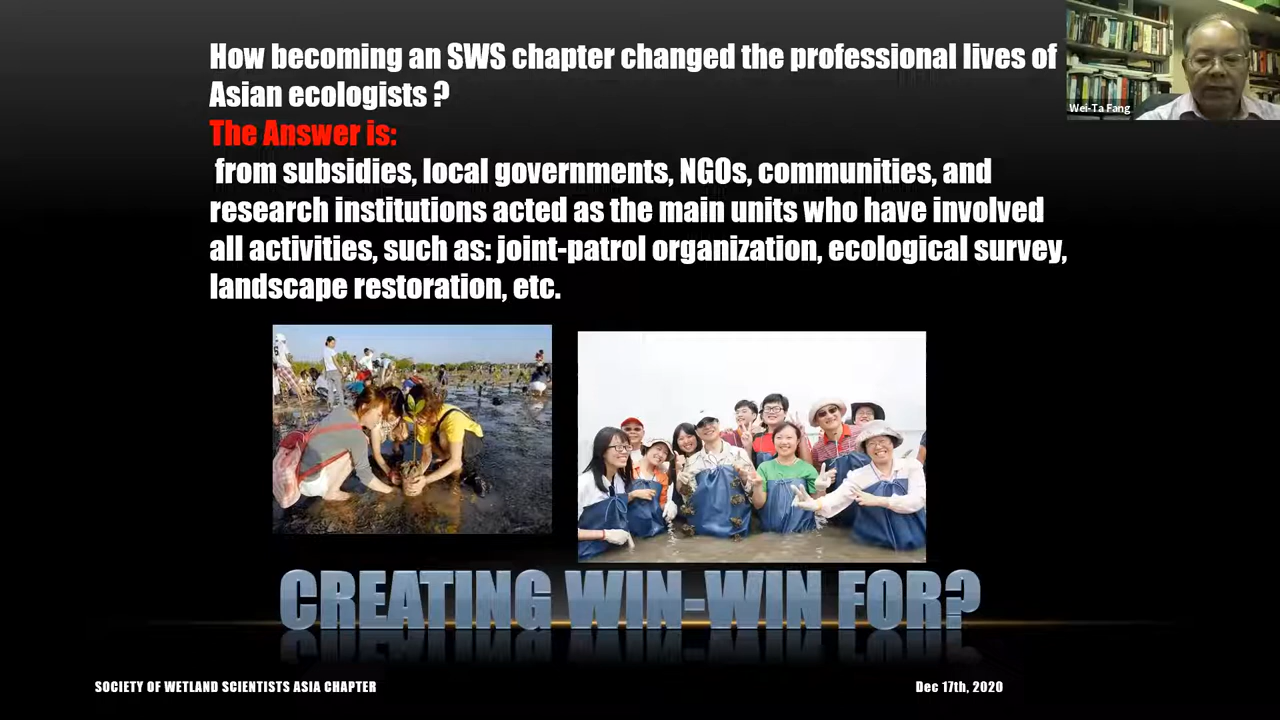 How becoming an SWS chapter changed the professional lives of
Asian ecologists ?
The Answer is:
from subsidies, local governments, NGOs, communities, and
research institutions acted as the main units who have involved
all activities, such as: joint-patrol organization, ecological survey,
landscape restoration, etc.
Wei-Ta Fang
CREATING WIN-WIN FOR?
SOCIETY OF WETLAND SCIENTISTS ASIA CHAPTER
Dec 17th, 2020